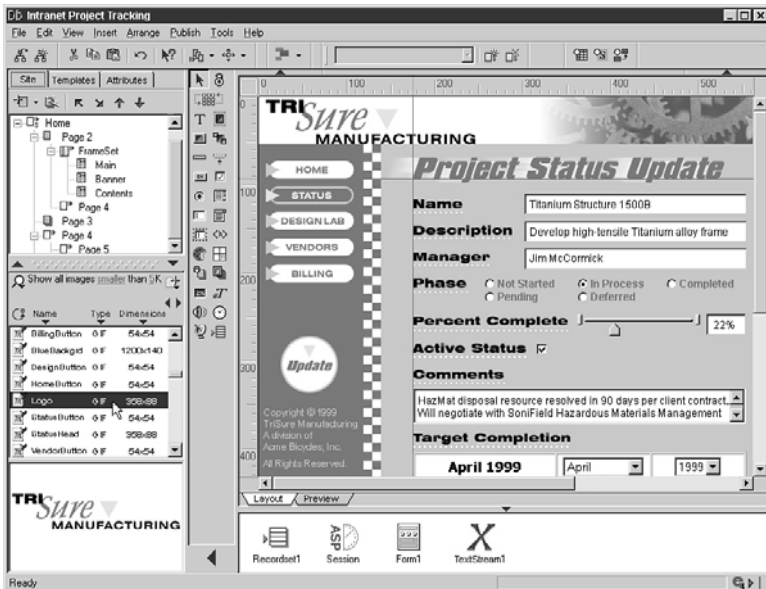 Intranet Project Tracking
File Edit View Insert Arrange Publish Tools Help
Site Templates Attributes
Home
Page 2
FrameSet
Main
Banner
Contents
Page 4
Page 3
Page 4
Page 5
Show all images smaller than 5K
Name Type Dimensions
BillingButton GIF 54x54
BlueBackgrd GIF 1200x140
DesignButton GIF 54x54
HomeButton GIF 54x54
Logo GIF 358x88
StatusButton GIF 54x54
StatusHead GIF 358x88
VendorButton GIF 54x54
TRISure
MANUFACTURING
0 100 200 300 400 500
0
100
200
300
400
TRISure
MANUFACTURING
HOME
STATUS
DESIGN LAB
VENDORS
BILLING
Update
Copyright © 1999
TriSure Manufacturing
A division of
Acme Bicycles, Inc.
All Rights Reserved.
Project Status Update
Name Titanium Structure 1500B
Description Develop high-tensile Titanium alloy frame
Manager Jim McCormick
Phase Not Started In Process Completed
Pending Deferred
Percent Complete 22%
Active Status
Comments
HazMat disposal resource resolved in 90 days per client contract.
Will negotiate with SoniField Hazardous Materials Management
Target Completion
April 1999 April 1999
Layout Preview
Recordset1
ASP
Session
Form1
TextStream1
Ready